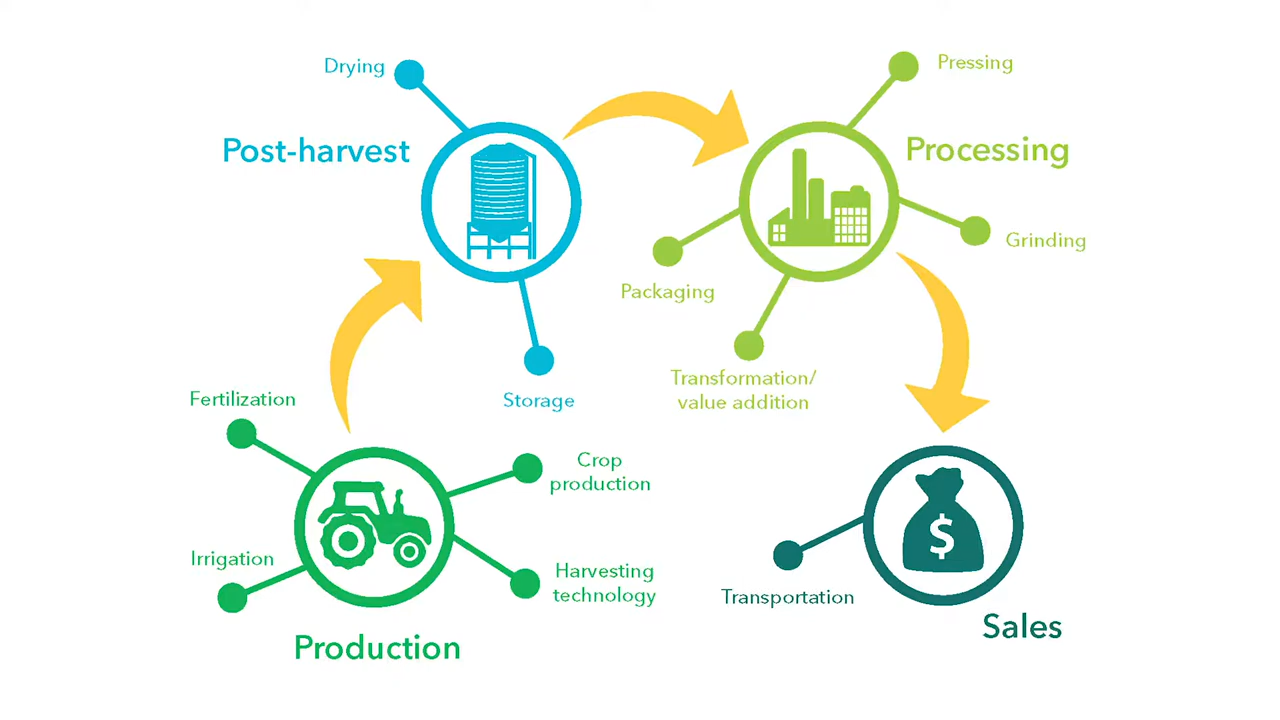 Drying
Post-harvest
Storage
Pressing
Processing
Grinding
Packaging
Transformation/
value addition
Fertilization
Irrigation
Crop
production
Harvesting
technology
Production
$
Transportation
Sales